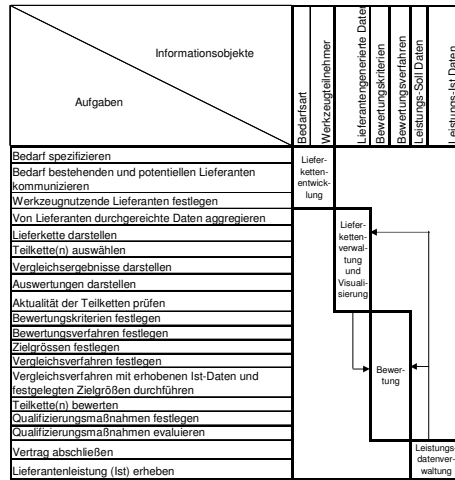 Informationsobjekte
Aufgaben
Bedarfsart
Werkzeugteilnehmer
Lieferantengenerierte Daten
Bewertungskriterien
Bewertungsverfahren
Leistungs-Soll Daten
Leistungs-Ist Daten
Bedarf spezifizieren
Bedarf bestehenden und potentiellen Lieferanten
kommunizieren
Werkzeugnutzende Lieferanten festlegen
Von Lieferanten durchgereichte Daten aggregieren
Lieferkette darstellen
Teilkette(n) auswählen
Vergleichsergebnisse darstellen
Auswertungen darstellen
Aktualität der Teilketten prüfen
Bewertungskriterien festlegen
Bewertungsverfahren festlegen
Zielgrössen festlegen
Vergleichsverfahren festlegen
Vergleichsverfahren mit erhobenen Ist-Daten und
festgelegten Zielgrößen durchführen
Teilkette(n) bewerten
Qualifizierungsmaßnahmen festlegen
Qualifizierungsmaßnahmen evaluieren
Vertrag abschließen
Lieferantenleistung (Ist) erheben
Liefer-
ketten-
entwick-
lung
Liefer-
ketten-
verwal-
tung
und
Visuali-
sierung
Bewer-
tung
Leistungs-
datenver-
waltung